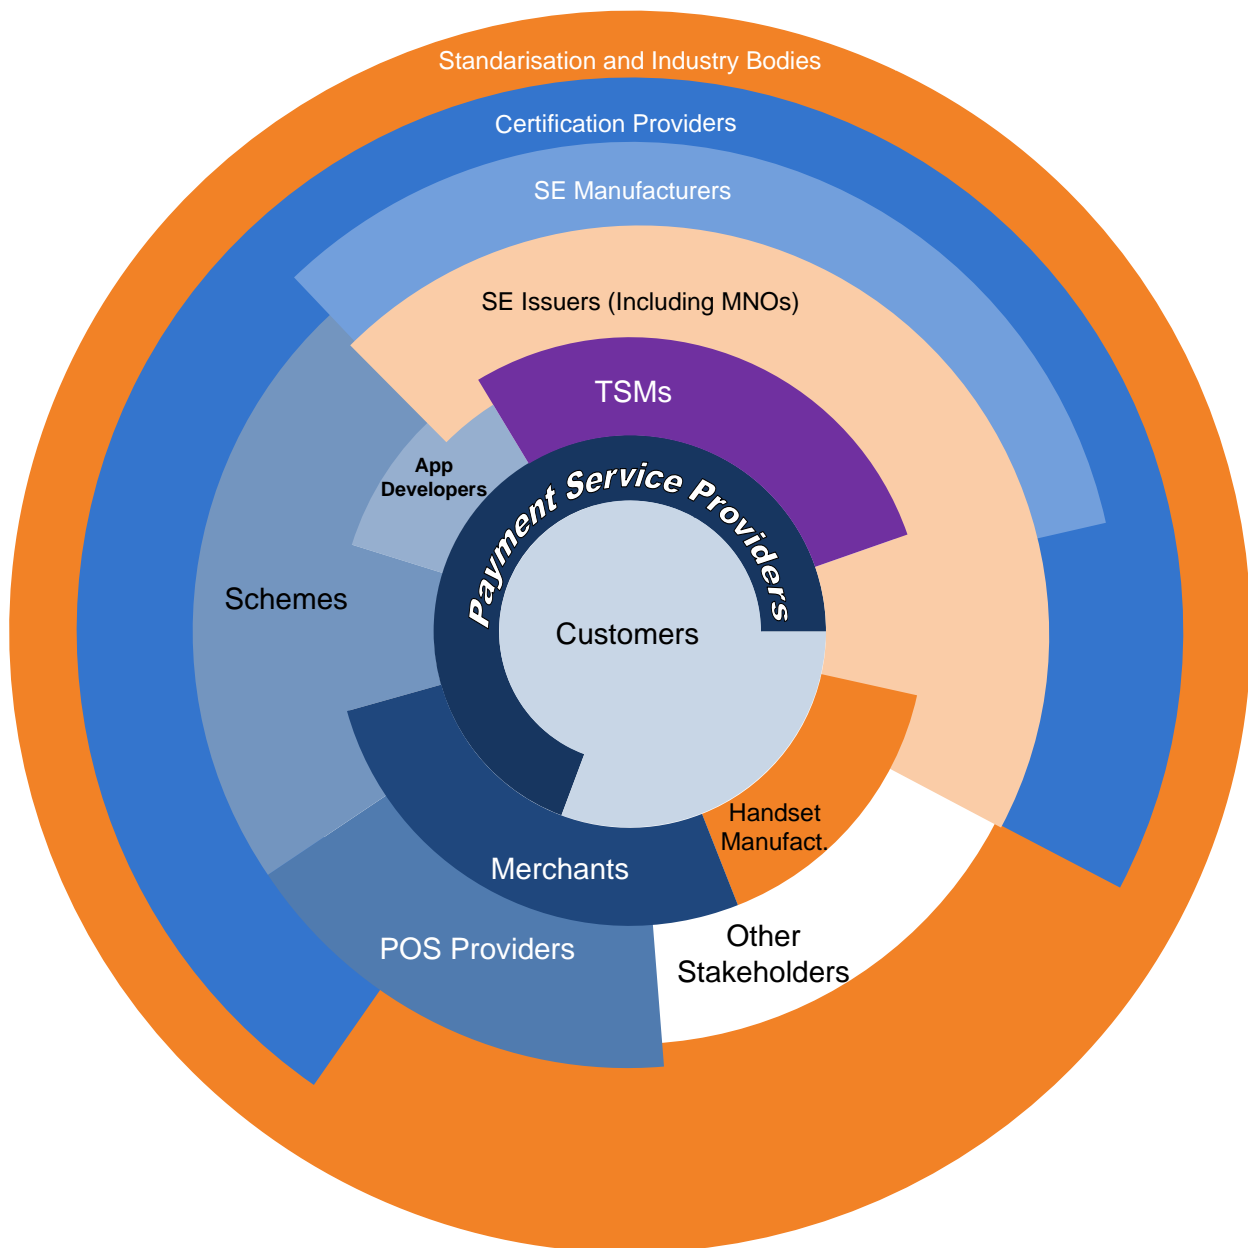 Standarisation and Industry Bodies
Certification Providers
SE Manufacturers
SE Issuers (Including MNOs)
TSMs
App
Developers
Payment Service Providers
Schemes
Customers
Handset
Manufact.
Merchants
POS Providers
Other
Stakeholders